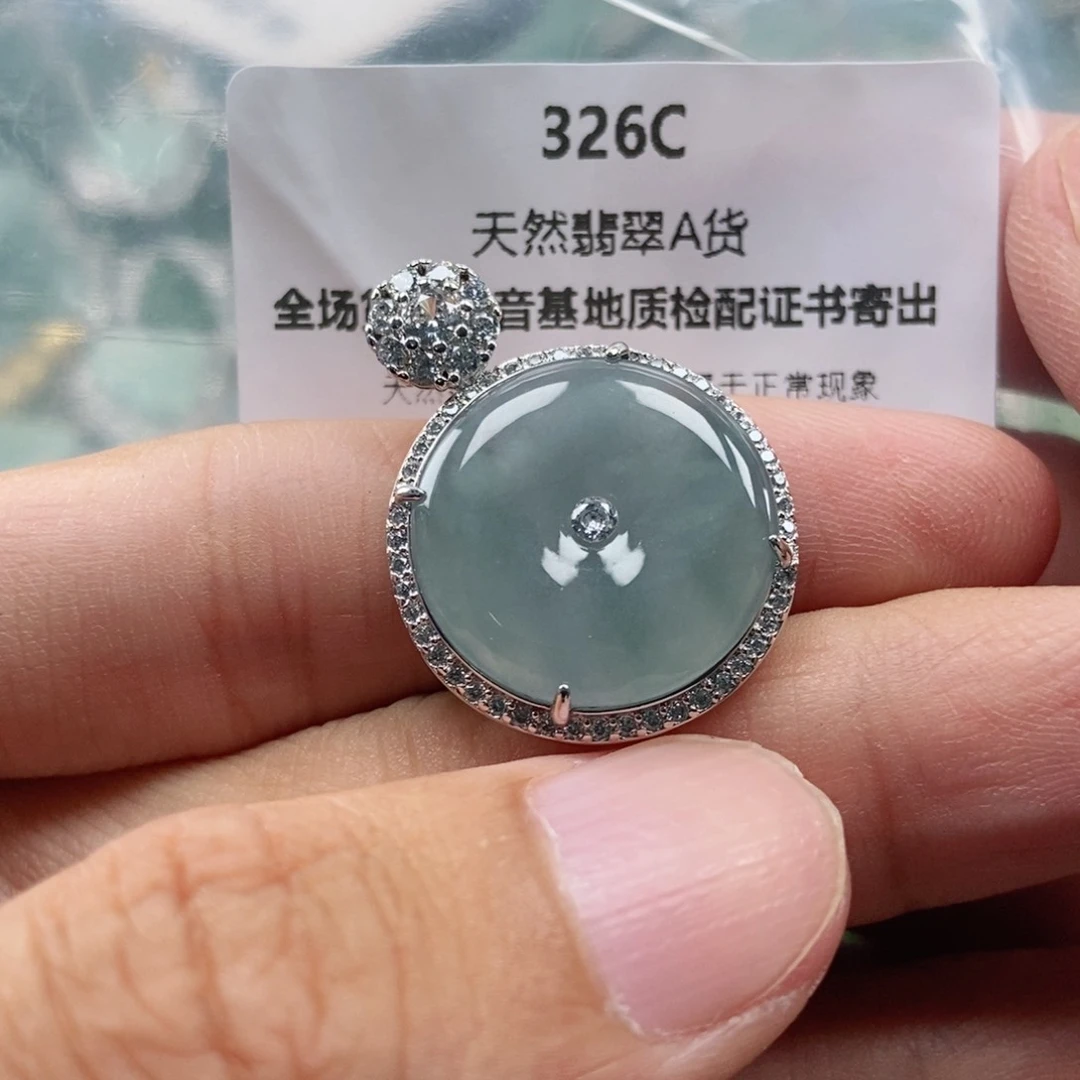 326C
天然翡翠A货
全场 音基地质检配证书寄出
天然 于正常现象